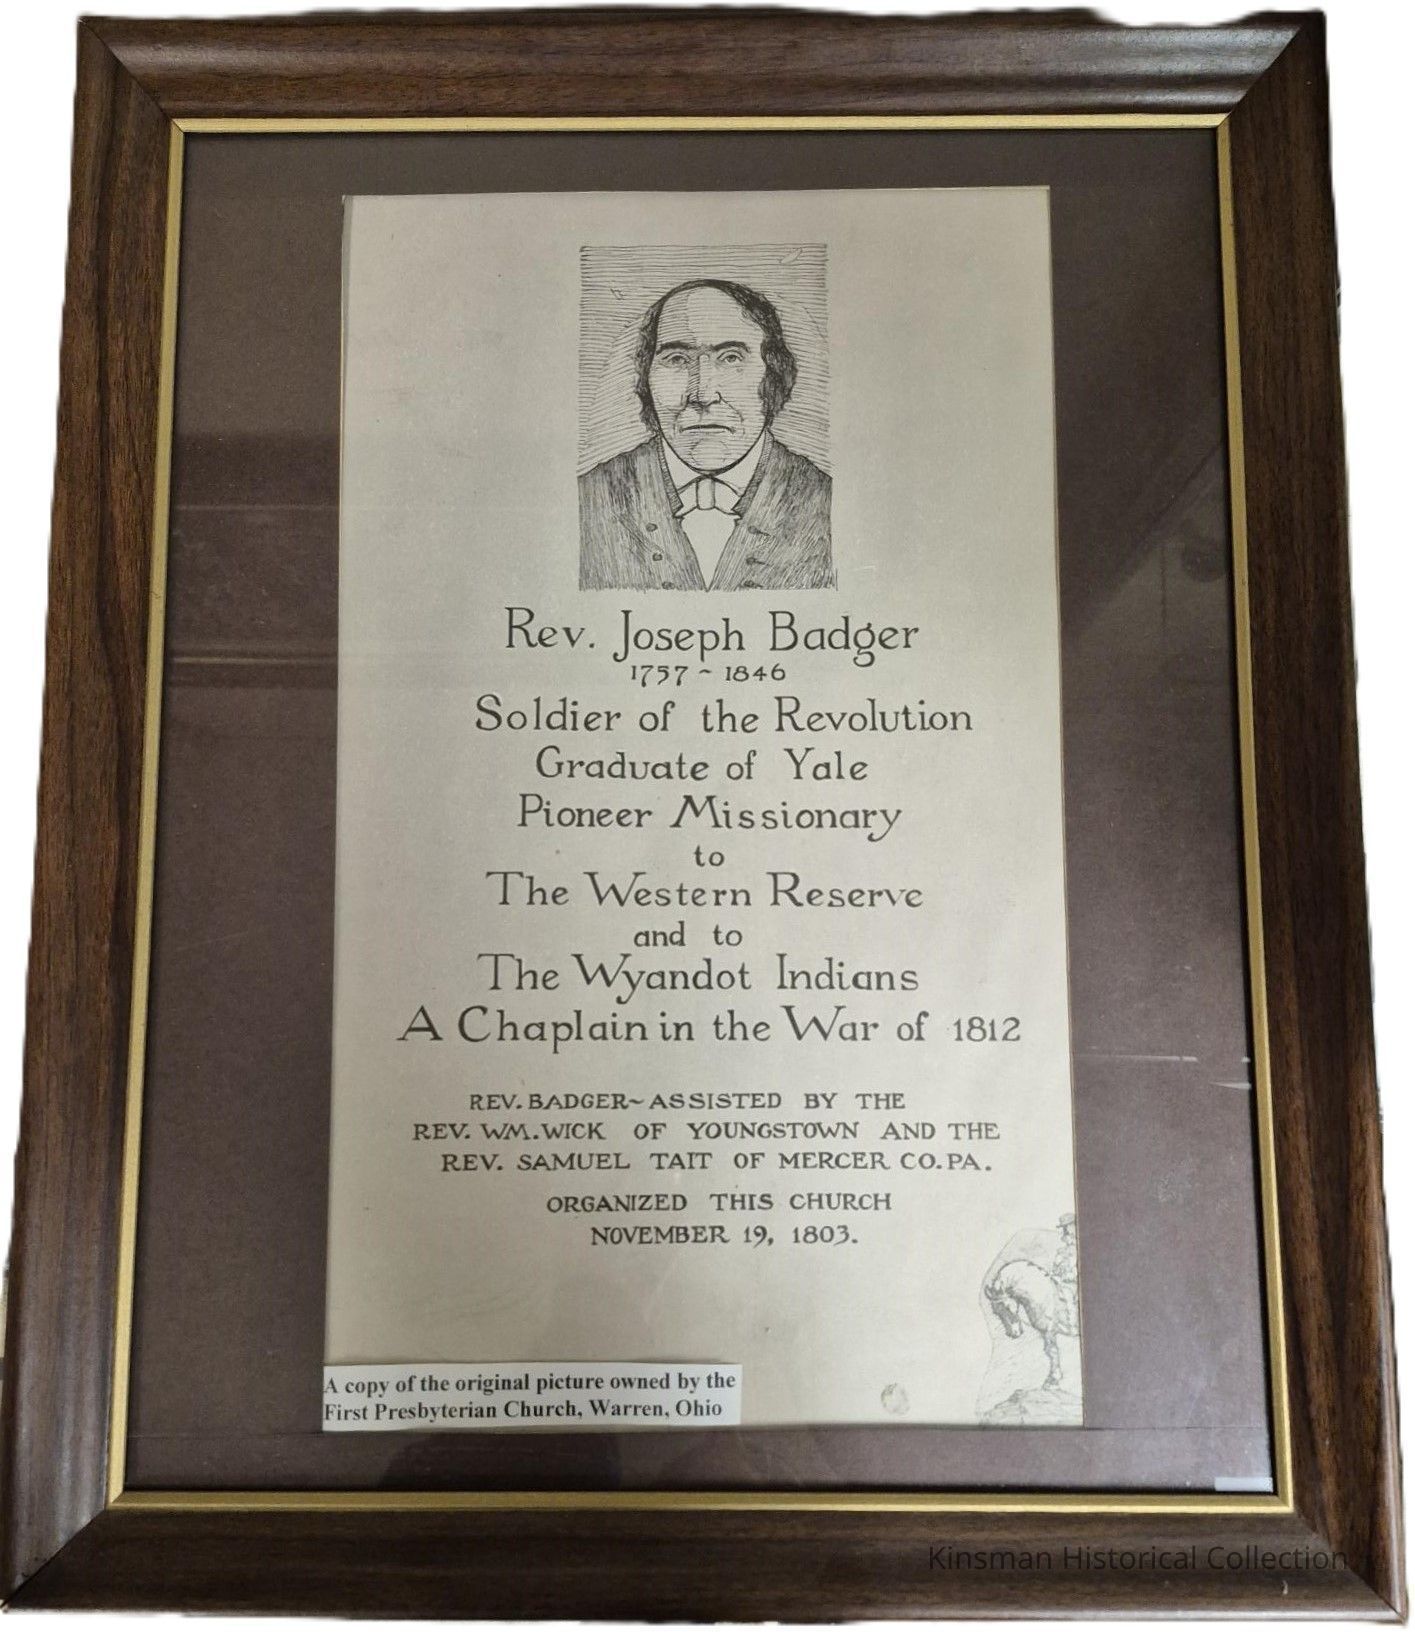 Rev. Joseph Badger
1757 ~ 1846
Soldier of the Revolution
Graduate of Yale
Pioneer Missionary
to
The Western Reserve
and to
The Wyandot Indians
A Chaplain in the War of 1812
REV. BADGER~ASSISTED BY THE
REV. WM. WICK OF YOUNGSTOWN AND THE
REV. SAMUEL TAIT OF MERCER CO. PA.
ORGANIZED THIS CHURCH
NOVEMBER 19, 1803.
A copy of the original picture owned by the
First Presbyterian Church, Warren, Ohio
Kinsman Historical Collection